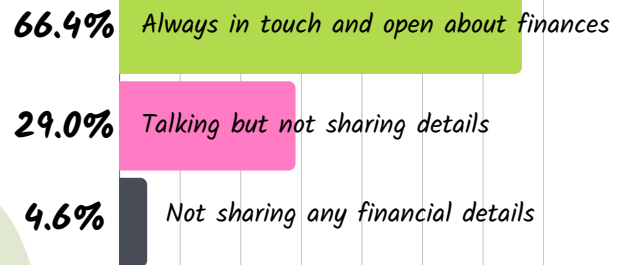 66.4% Always in touch and open about finances
29.0% Talking but not sharing details
4.6% Not sharing any financial details